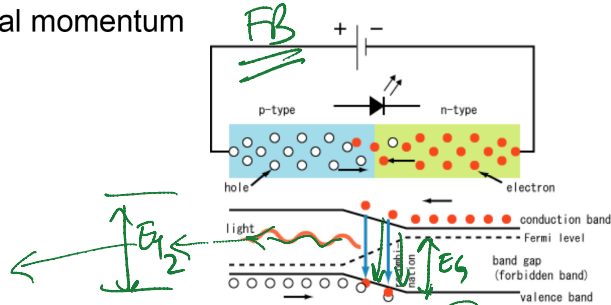 al momentum
FB
+ −
p-type n-type
hole electron
conduction band
light
Fermi level
Eg2
Eg
band gap
(forbidden band)
valence band